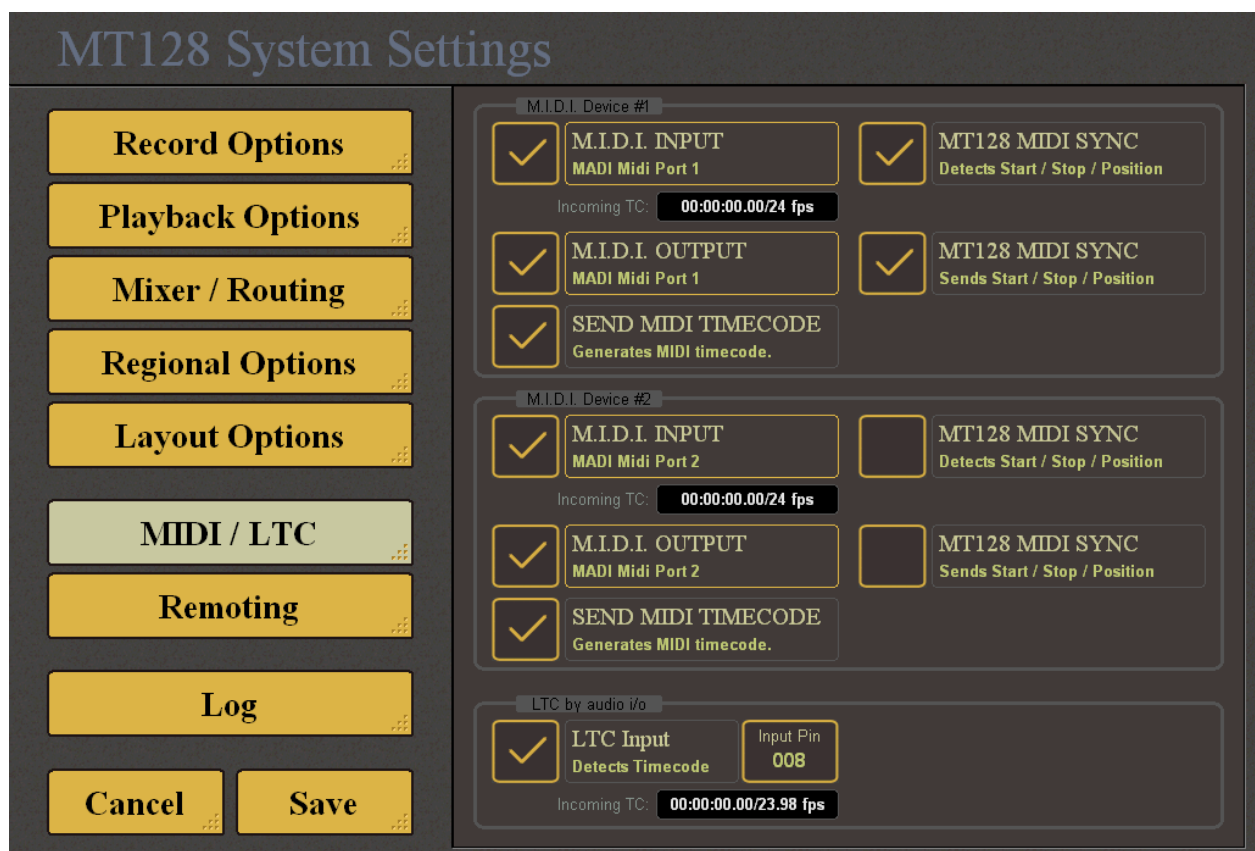 MT128 System Settings
Record Options
Playback Options
Mixer / Routing
Regional Options
Layout Options
MIDI / LTC
Remoting
Log
Cancel
Save
M.I.D.I. Device #1
M.I.D.I. INPUT
MADI Midi Port 1
MT128 MIDI SYNC
Detects Start / Stop / Position
Incoming TC: 00:00:00.00/24 fps
M.I.D.I. OUTPUT
MADI Midi Port 1
MT128 MIDI SYNC
Sends Start / Stop / Position
SEND MIDI TIMECODE
Generates MIDI timecode.
M.I.D.I. Device #2
M.I.D.I. INPUT
MADI Midi Port 2
MT128 MIDI SYNC
Detects Start / Stop / Position
Incoming TC: 00:00:00.00/24 fps
M.I.D.I. OUTPUT
MADI Midi Port 2
MT128 MIDI SYNC
Sends Start / Stop / Position
SEND MIDI TIMECODE
Generates MIDI timecode.
LTC by audio i/o
LTC Input
Detects Timecode
Input Pin
008
Incoming TC: 00:00:00.00/23.98 fps